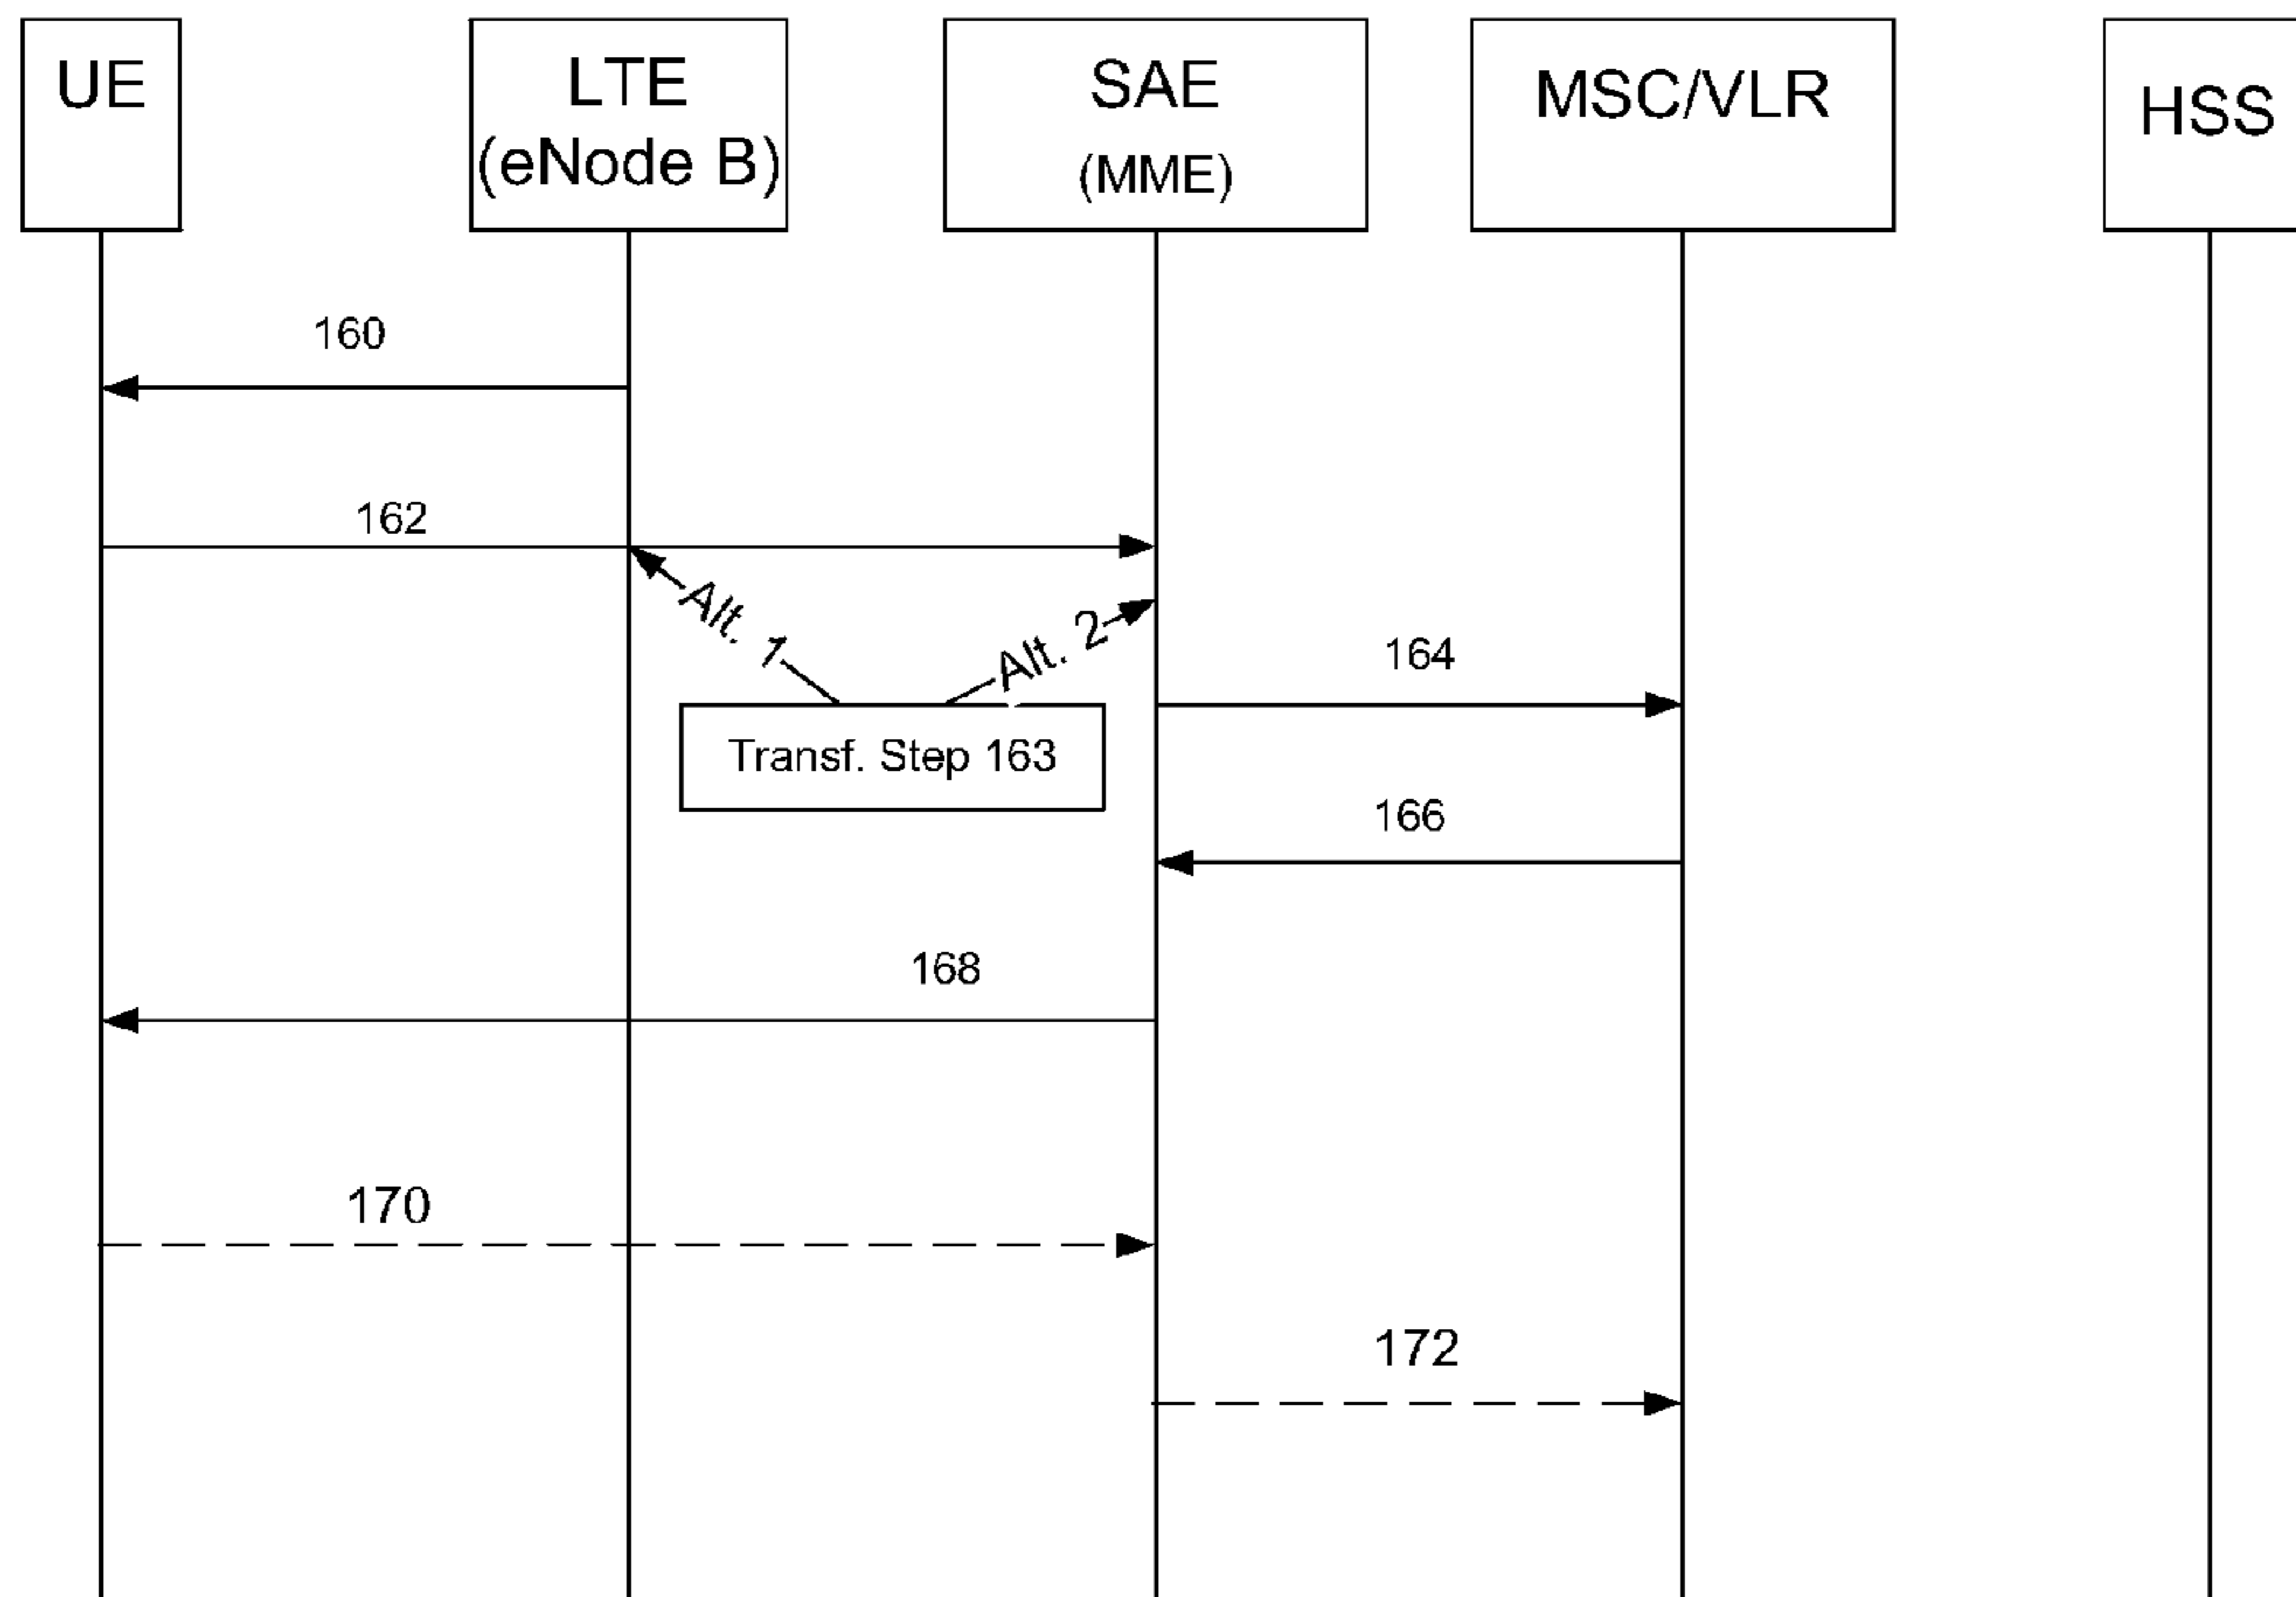 UE
LTE
(eNode B)
SAE
(MME)
MSC/VLR
HSS
160
162
Alt. 1
Alt. 2
164
Transf. Step 163
166
168
170
172